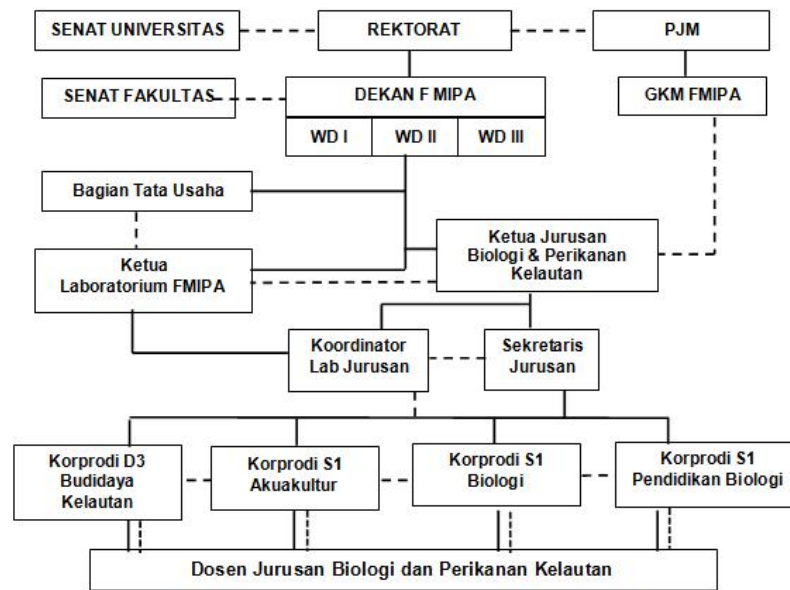 SENAT UNIVERSITAS
REKTORAT
PJM
SENAT FAKULTAS
DEKAN F MIPA
GKM FMIPA
WD I
WD II
WD III
Bagian Tata Usaha
Ketua Jurusan
Biologi & Perikanan
Kelautan
Ketua
Laboratorium FMIPA
Koordinator
Lab Jurusan
Sekretaris
Jurusan
Korprodi D3
Budidaya
Kelautan
Korprodi S1
Akuakultur
Korprodi S1
Biologi
Korprodi S1
Pendidikan Biologi
Dosen Jurusan Biologi dan Perikanan Kelautan